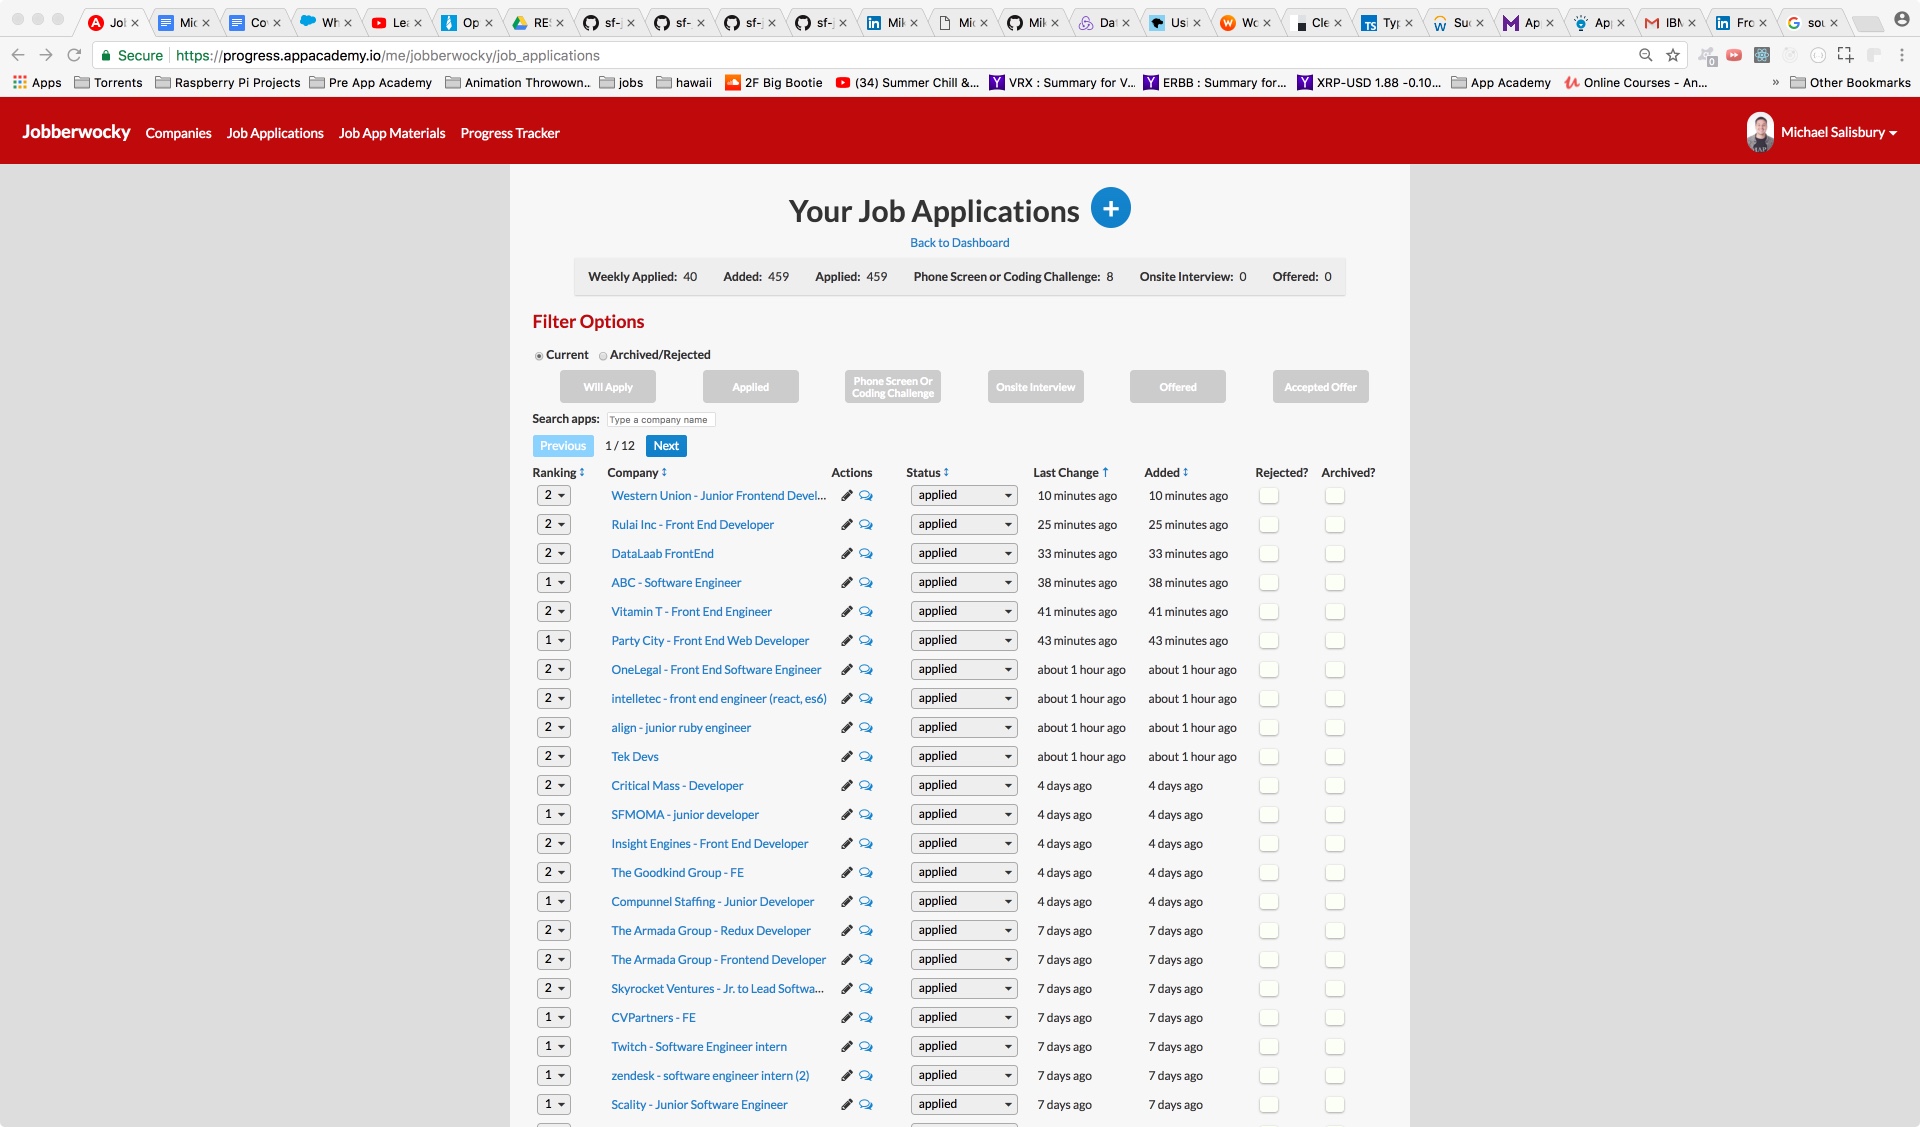 Jol Mic Co Wh Lea Op RES sf-j sf- sf-j sf-j Mik Mic Mik Dat Usi Wo Cle Typ Suc Ap Ap IBM Fro sou
Secure https://progress.appacademy.io/me/jobberwocky/job_applications
Apps Torrents Raspberry Pi Projects Pre App Academy Animation Throwown... jobs hawaii 2F Big Bootie (34) Summer Chill &... VRX : Summary for V... ERBB : Summary for... XRP-USD 1.88 -0.10... App Academy Online Courses - An... » Other Bookmarks
Jobberwocky Companies Job Applications Job App Materials Progress Tracker Michael Salisbury
Your Job Applications +
Back to Dashboard
Weekly Applied: 40 Added: 459 Applied: 459 Phone Screen or Coding Challenge: 8 Onsite Interview: 0 Offered: 0
Filter Options
Current Archived/Rejected
Will Apply Applied Phone Screen Or Coding Challenge Onsite Interview Offered Accepted Offer
Search apps: Type a company name
Previous 1 / 12 Next
Ranking Company Actions Status Last Change Added Rejected? Archived?
2 Western Union - Junior Frontend Devel... applied 10 minutes ago 10 minutes ago
2 Rulai Inc - Front End Developer applied 25 minutes ago 25 minutes ago
2 DataLaab FrontEnd applied 33 minutes ago 33 minutes ago
1 ABC - Software Engineer applied 38 minutes ago 38 minutes ago
2 Vitamin T - Front End Engineer applied 41 minutes ago 41 minutes ago
1 Party City - Front End Web Developer applied 43 minutes ago 43 minutes ago
2 OneLegal - Front End Software Engineer applied about 1 hour ago about 1 hour ago
2 intelletec - front end engineer (react, es6) applied about 1 hour ago about 1 hour ago
2 align - junior ruby engineer applied about 1 hour ago about 1 hour ago
2 Tek Devs applied about 1 hour ago about 1 hour ago
2 Critical Mass - Developer applied 4 days ago 4 days ago
1 SFMOMA - junior developer applied 4 days ago 4 days ago
2 Insight Engines - Front End Developer applied 4 days ago 4 days ago
2 The Goodkind Group - FE applied 4 days ago 4 days ago
1 Compunnel Staffing - Junior Developer applied 4 days ago 4 days ago
2 The Armada Group - Redux Developer applied 7 days ago 7 days ago
2 The Armada Group - Frontend Developer applied 7 days ago 7 days ago
2 Skyrocket Ventures - Jr. to Lead Softwa... applied 7 days ago 7 days ago
1 CVPartners - FE applied 7 days ago 7 days ago
1 Twitch - Software Engineer intern applied 7 days ago 7 days ago
1 zendesk - software engineer intern (2) applied 7 days ago 7 days ago
1 Scality - Junior Software Engineer applied 7 days ago 7 days ago